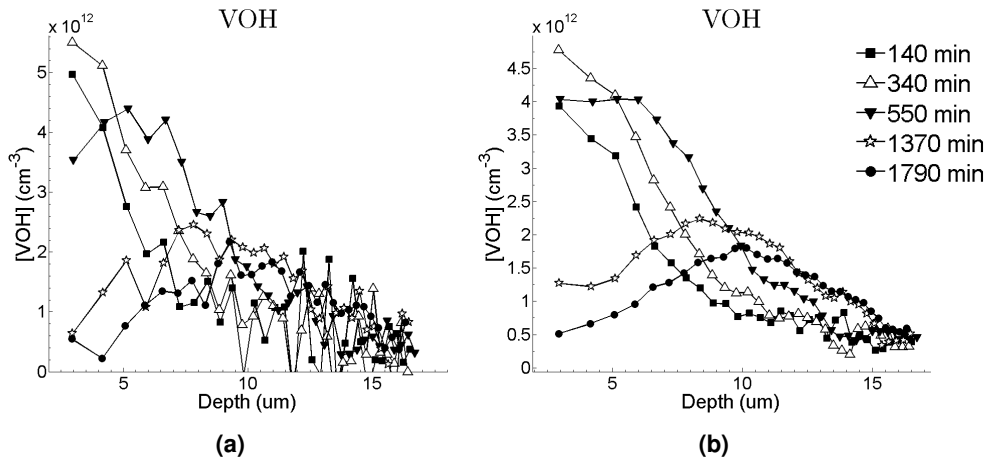 VOH
x 10^12
5
4
3
2
1
0
[VOH] (cm^-3)
5
10
15
Depth (um)
(a)
VOH
x 10^12
4.5
4
3.5
3
2.5
2
1.5
1
0.5
0
[VOH] (cm^-3)
5
10
15
Depth (um)
(b)
140 min
340 min
550 min
1370 min
1790 min